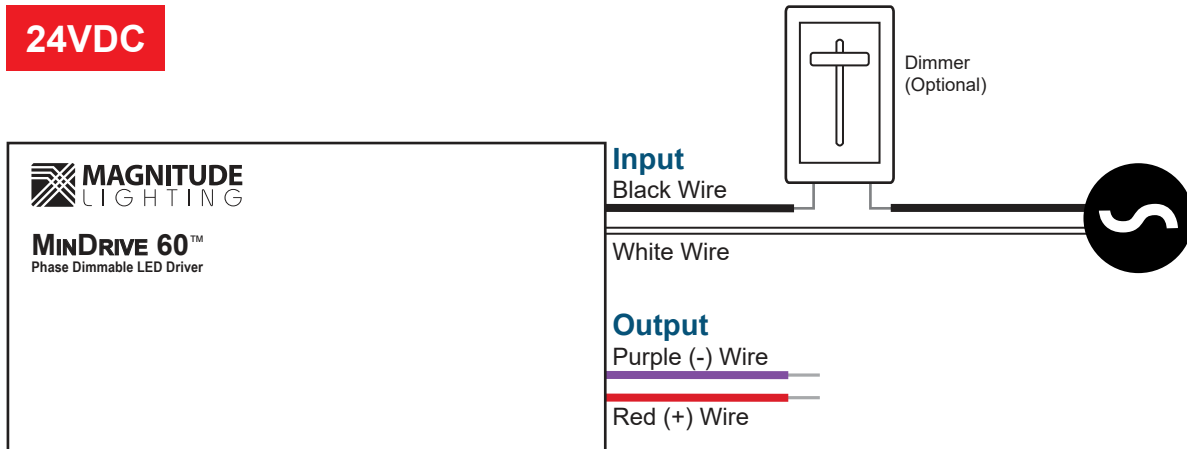 24VDC
Dimmer
(Optional)
MAGNITUDE
LIGHTING
MINDRIVE 60™
Phase Dimmable LED Driver
Input
Black Wire
White Wire
Output
Purple (-) Wire
Red (+) Wire